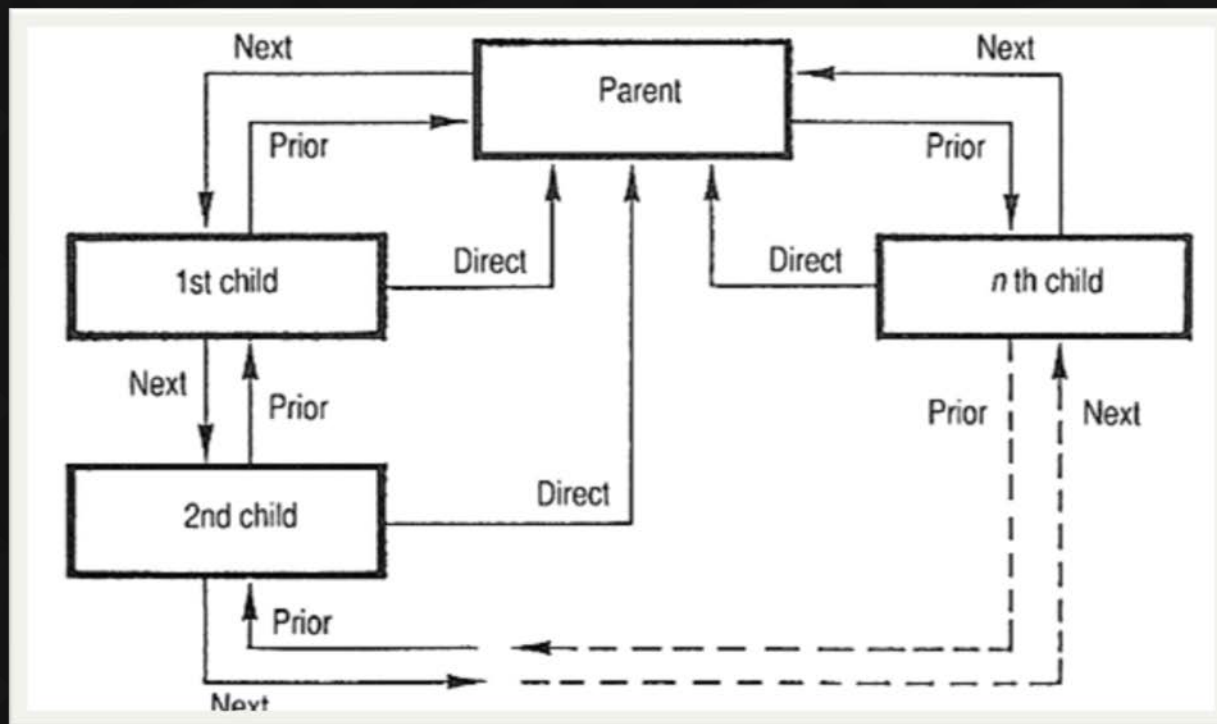 Next
Parent
Next
Prior
Prior
1st child
Direct
Direct
n th child
Next
Prior
Prior
Next
2nd child
Direct
Prior
Next